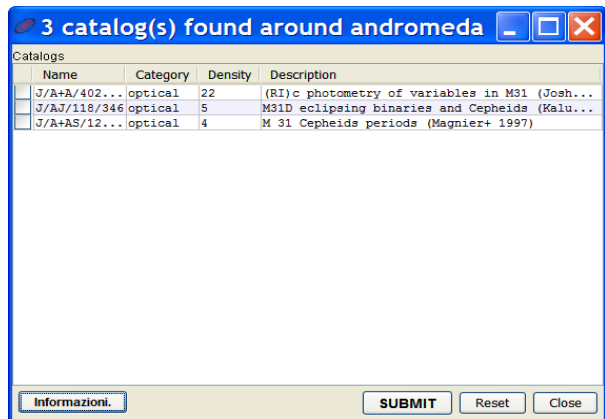 3 catalog(s) found around andromeda
Catalogs
Name Category Density Description
J/A+A/402... optical 22 (RI)c photometry of variables in M31 (Josh...
J/AJ/118/346 optical 5 M31D eclipsing binaries and Cepheids (Kalu...
J/A+AS/12... optical 4 M 31 Cepheids periods (Magnier+ 1997)
Informazioni. SUBMIT Reset Close